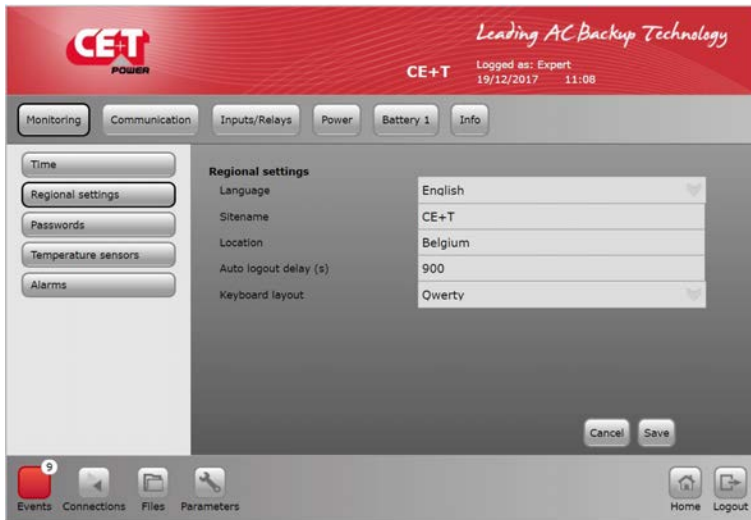 CE+T
POWER
Leading AC Backup Technology
CE+T
Logged as: Expert
19/12/2017 11:08
Monitoring Communication Inputs/Relays Power Battery 1 Info
Time
Regional settings
Passwords
Temperature sensors
Alarms
Regional settings
Language English
Sitename CE+T
Location Belgium
Auto logout delay (s) 900
Keyboard layout Qwerty
Cancel Save
9
Events Connections Files Parameters Home Logout